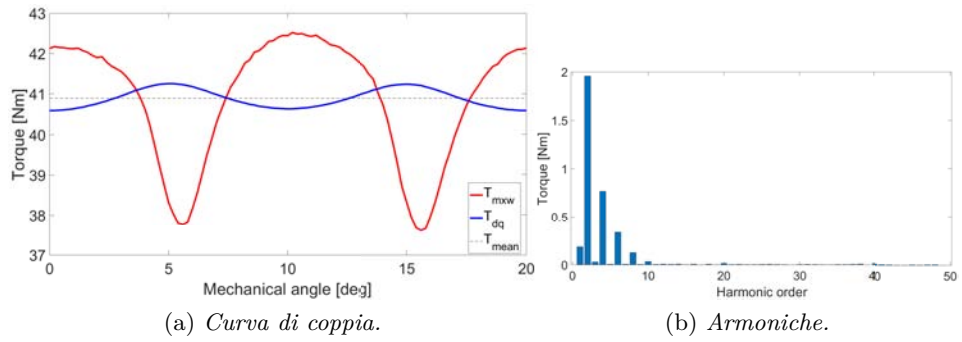 43
42
41
40
39
38
37
Torque [Nm]
0 5 10 15 20
Mechanical angle [deg]
T_mxw
T_dq
T_mean
(a) Curva di coppia.
2
1.5
1
0.5
0
Torque [Nm]
0 10 20 30 40 50
Harmonic order
(b) Armoniche.